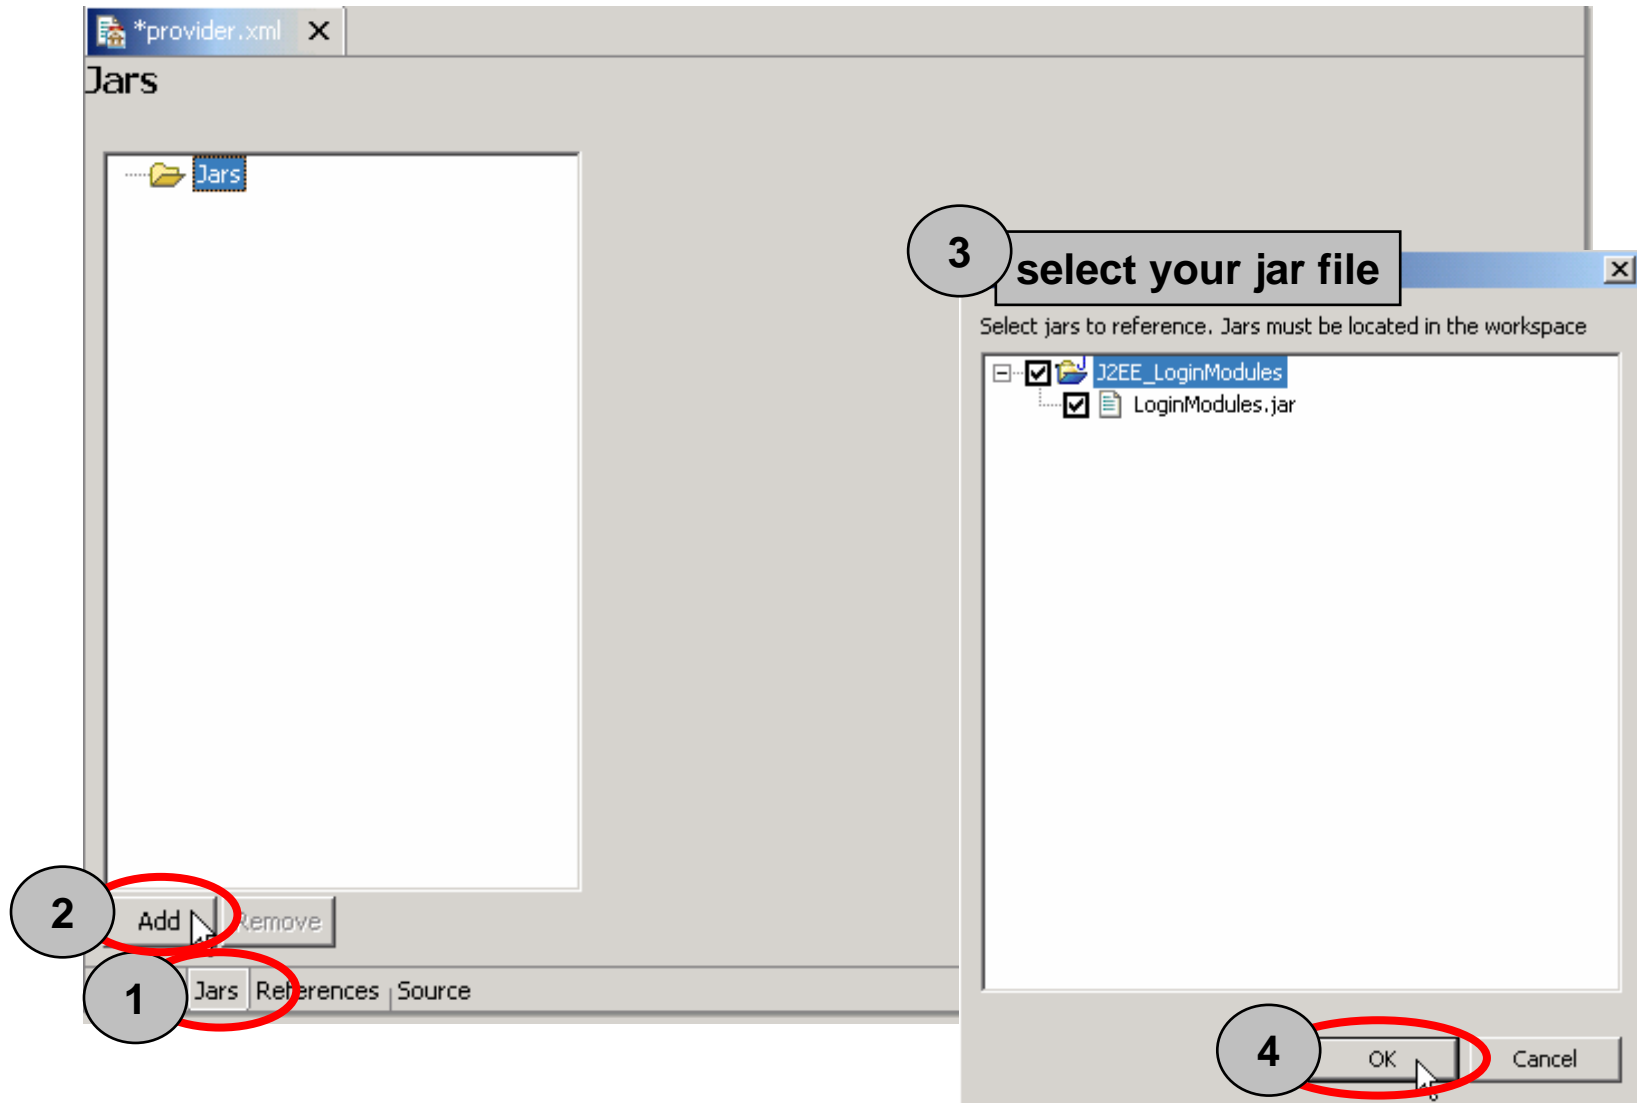 *provider.xml
Jars
Jars
3
select your jar file
Select jars to reference. Jars must be located in the workspace
J2EE_LoginModules
LoginModules.jar
2
Add Remove
1
Jars References Source
4
OK Cancel